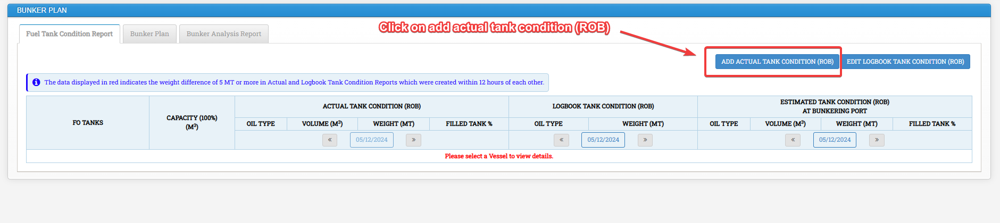 BUNKER PLAN
Click on add actual tank condition (ROB)
Fuel Tank Condition Report
Bunker Plan
Bunker Analysis Report
ADD ACTUAL TANK CONDITION (ROB)
EDIT LOGBOOK TANK CONDITION (ROB)
The data displayed in red indicates the weight difference of 5 MT or more in Actual and Logbook Tank Condition Reports which were created within 12 hours of each other.
FO TANKS
CAPACITY (100%)
(M³)
ACTUAL TANK CONDITION (ROB)
LOGBOOK TANK CONDITION (ROB)
ESTIMATED TANK CONDITION (ROB)
AT BUNKERING PORT
OIL TYPE
VOLUME (M³)
WEIGHT (MT)
FILLED TANK %
OIL TYPE
WEIGHT (MT)
OIL TYPE
VOLUME (M³)
WEIGHT (MT)
FILLED TANK %
« 05/12/2024 »
« 05/12/2024 »
« 05/12/2024 »
Please select a Vessel to view details.